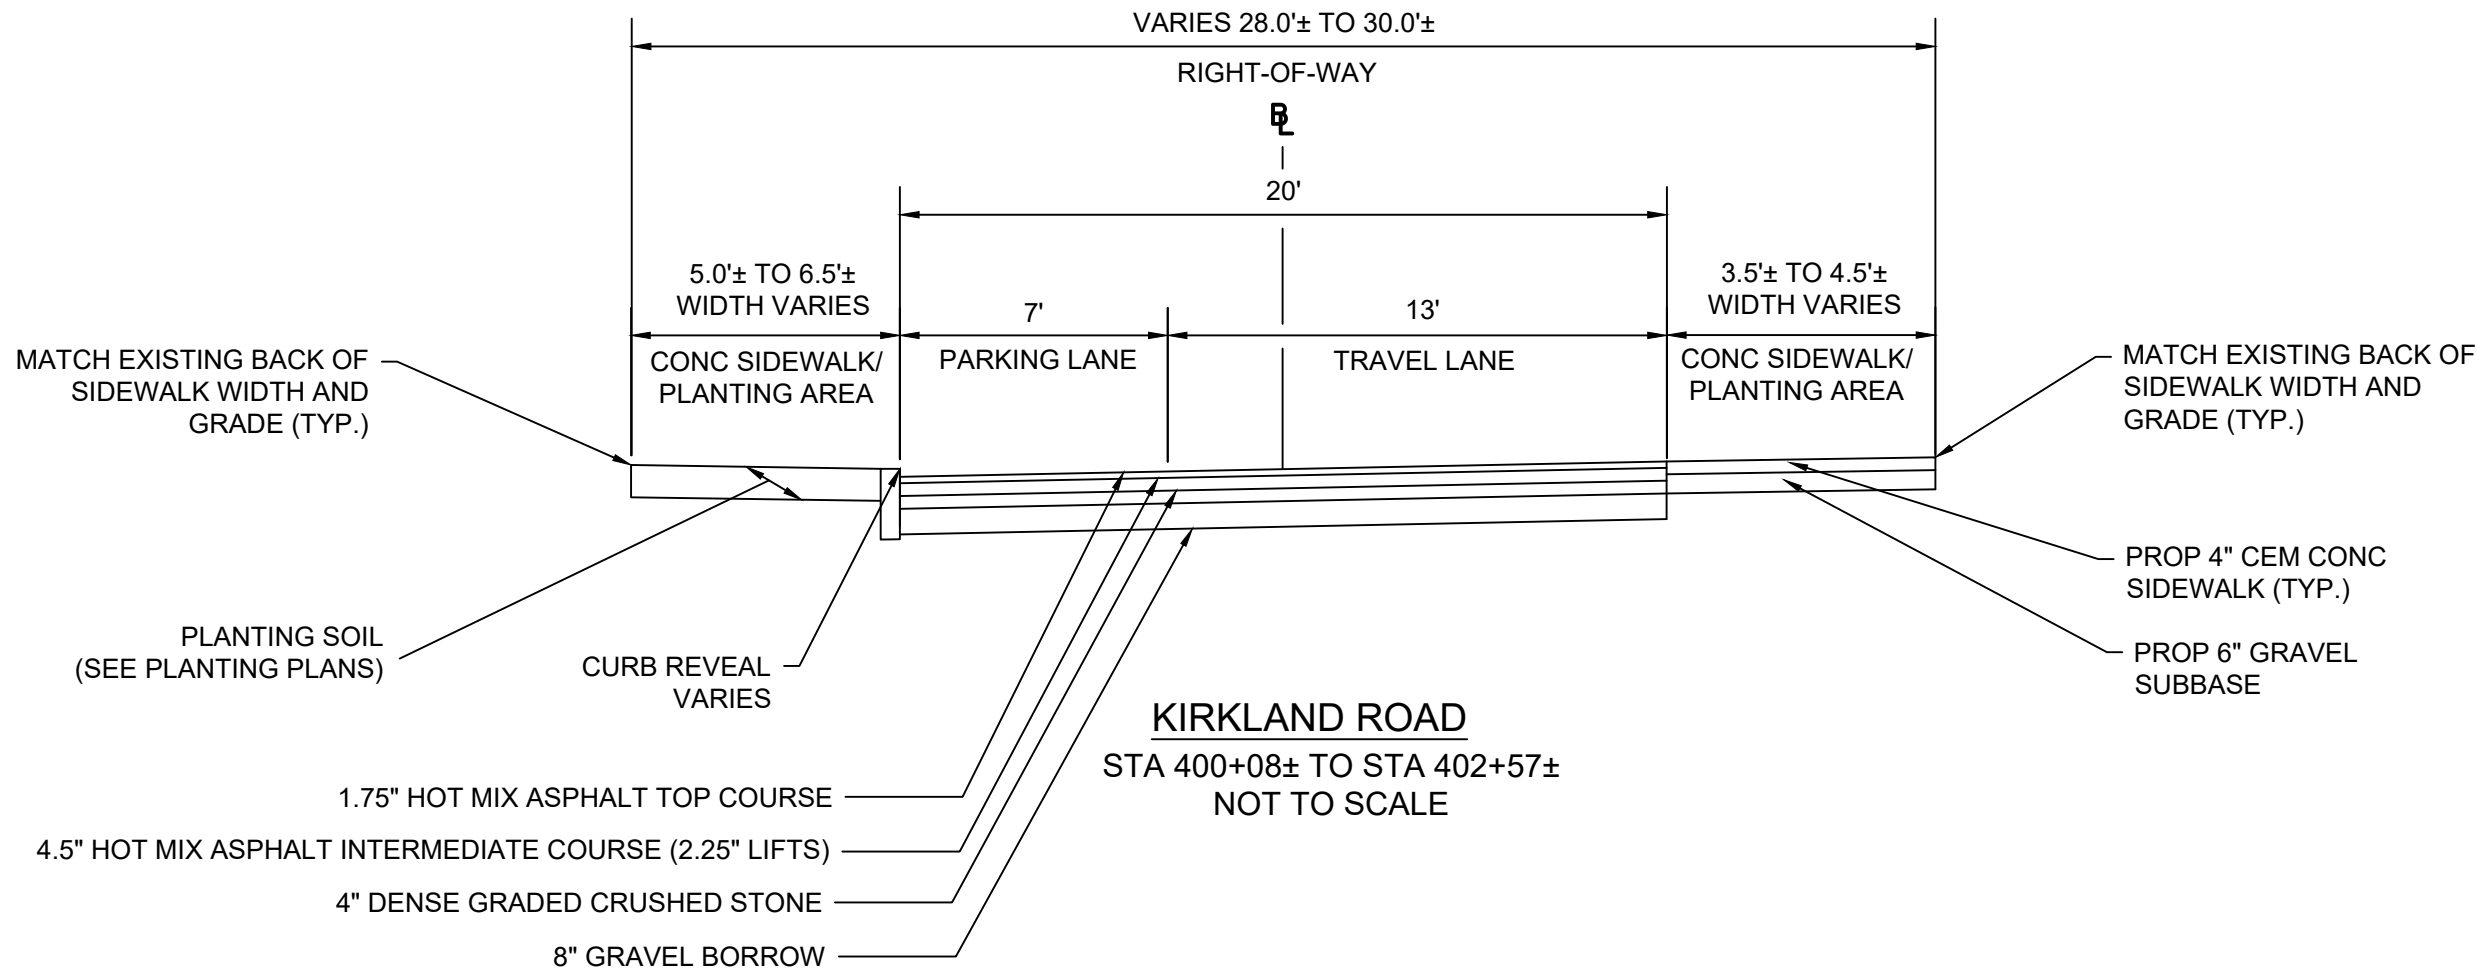 VARIES 28.0'± TO 30.0'±
RIGHT-OF-WAY
BL
20'
5.0'± TO 6.5'±
WIDTH VARIES
CONC SIDEWALK/
PLANTING AREA
7'
PARKING LANE
13'
TRAVEL LANE
3.5'± TO 4.5'±
WIDTH VARIES
CONC SIDEWALK/
PLANTING AREA
MATCH EXISTING BACK OF
SIDEWALK WIDTH AND
GRADE (TYP.)
MATCH EXISTING BACK OF
SIDEWALK WIDTH AND
GRADE (TYP.)
PROP 4" CEM CONC
SIDEWALK (TYP.)
PROP 6" GRAVEL
SUBBASE
PLANTING SOIL
(SEE PLANTING PLANS)
CURB REVEAL
VARIES
KIRKLAND ROAD
STA 400+08± TO STA 402+57±
NOT TO SCALE
1.75" HOT MIX ASPHALT TOP COURSE
4.5" HOT MIX ASPHALT INTERMEDIATE COURSE (2.25" LIFTS)
4" DENSE GRADED CRUSHED STONE
8" GRAVEL BORROW